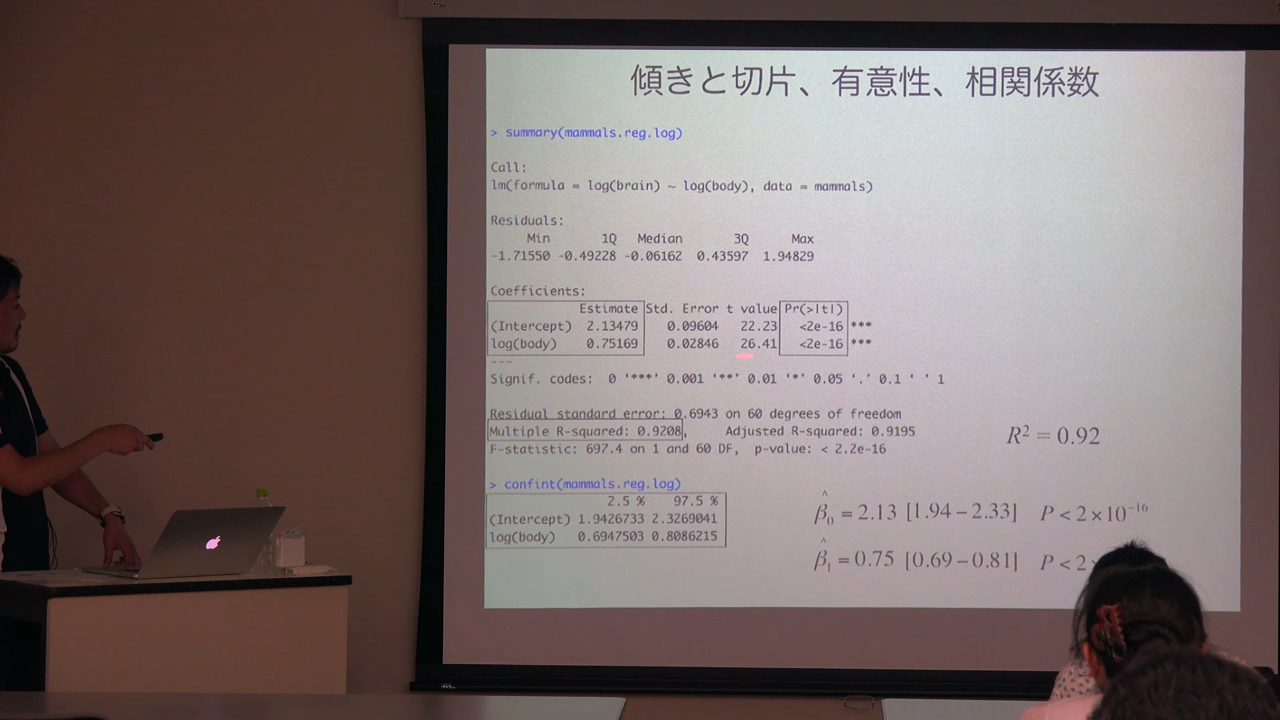 傾きと切片、有意性、相関係数
> summary(mammals.reg.log)
Call:
lm(formula = log(brain) ~ log(body), data = mammals)
Residuals:
Min 1Q Median 3Q Max
-1.71550 -0.49228 -0.06162 0.43597 1.94829
Coefficients:
Estimate Std. Error t value Pr(>|t|)
(Intercept) 2.13479 0.09604 22.23 <2e-16 ***
log(body) 0.75169 0.02846 26.41 <2e-16 ***
---
Signif. codes: 0 '***' 0.001 '**' 0.01 '*' 0.05 '.' 0.1 ' ' 1
Residual standard error: 0.6943 on 60 degrees of freedom
Multiple R-squared: 0.9208, Adjusted R-squared: 0.9195
F-statistic: 697.4 on 1 and 60 DF, p-value: < 2.2e-16
R² = 0.92
> confint(mammals.reg.log)
2.5 % 97.5 %
(Intercept) 1.9426733 2.3269041
log(body) 0.6947503 0.8086215
β̂₀ = 2.13 [1.94 – 2.33] P < 2×10⁻¹⁶
β̂₁ = 0.75 [0.69 – 0.81] P < 2